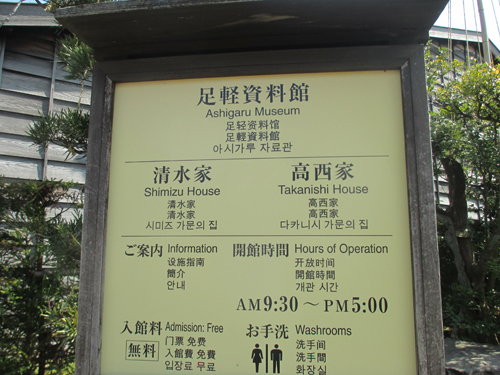 足軽資料館
Ashigaru Museum
足轻资料馆
足輕資料館
아시가루 자료관
清水家
Shimizu House
清水家
清水家
시미즈 가문의 집
高西家
Takanishi House
高西家
高西家
다카니시 가문의 집
ご案内 Information
设施指南
簡介
안내
開館時間 Hours of Operation
开放时间
開館時間
개관 시간
AM9:30～PM5:00
入館料 Admission: Free
無料
门票 免费
入館費 免費
입장료 무료
お手洗 Washrooms
洗手间
洗手間
화장실